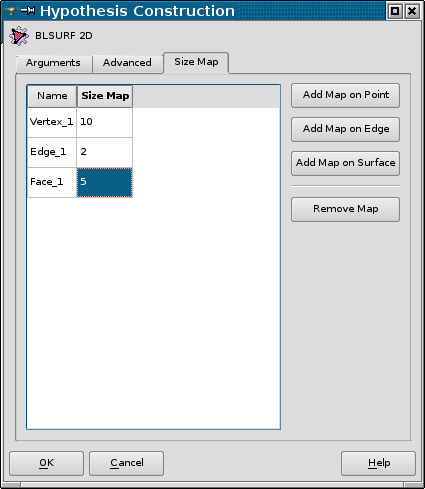 Hypothesis Construction
BLSURF 2D
Arguments Advanced Size Map
Name Size Map
Vertex_1 10
Edge_1 2
Face_1 5
Add Map on Point
Add Map on Edge
Add Map on Surface
Remove Map
OK Cancel Help